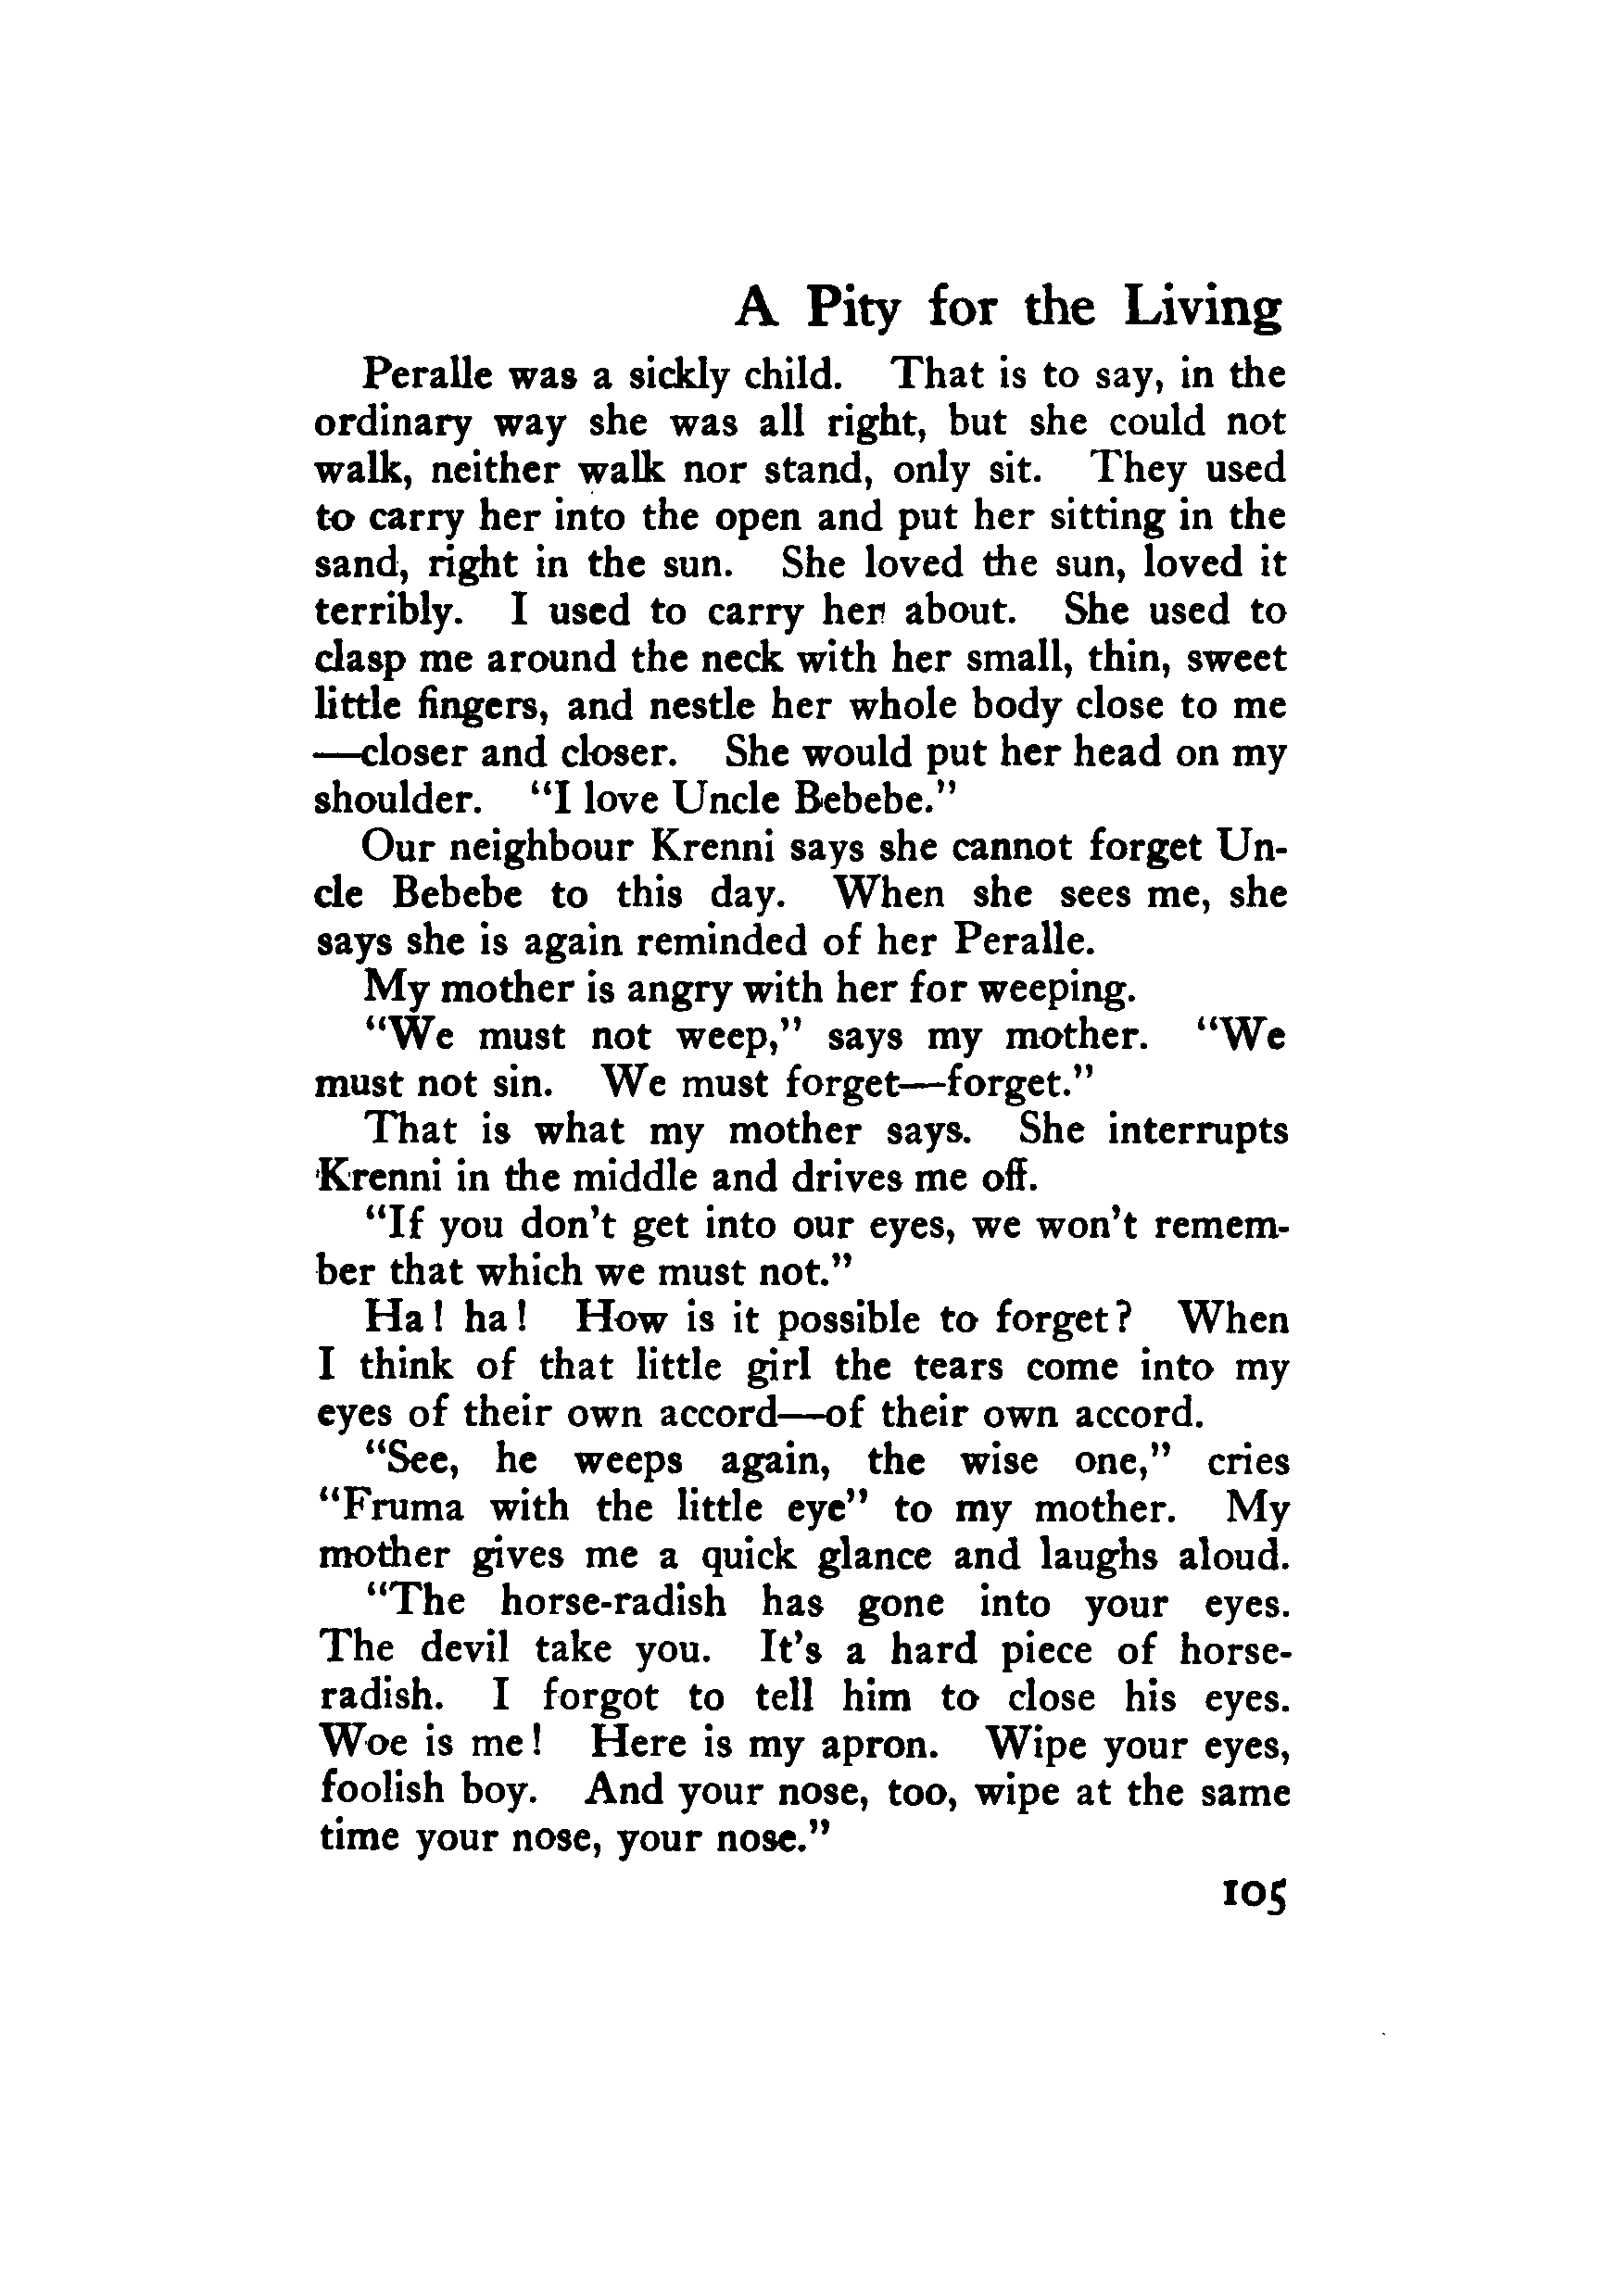 A Pity for the Living
Peralle was a sickly child. That is to say, in the
ordinary way she was all right, but she could not
walk, neither walk nor stand, only sit. They used
to carry her into the open and put her sitting in the
sand, right in the sun. She loved the sun, loved it
terribly. I used to carry her about. She used to
clasp me around the neck with her small, thin, sweet
little fingers, and nestle her whole body close to me
—closer and closer. She would put her head on my
shoulder. “I love Uncle Bebebe.”
Our neighbour Krenni says she cannot forget Un-
cle Bebebe to this day. When she sees me, she
says she is again reminded of her Peralle.
My mother is angry with her for weeping.
“We must not weep,” says my mother. “We
must not sin. We must forget—forget.”
That is what my mother says. She interrupts
Krenni in the middle and drives me off.
“If you don’t get into our eyes, we won’t remem-
ber that which we must not.”
Ha! ha! How is it possible to forget? When
I think of that little girl the tears come into my
eyes of their own accord—of their own accord.
“See, he weeps again, the wise one,” cries
“Fruma with the little eye” to my mother. My
mother gives me a quick glance and laughs aloud.
“The horse-radish has gone into your eyes.
The devil take you. It’s a hard piece of horse-
radish. I forgot to tell him to close his eyes.
Woe is me! Here is my apron. Wipe your eyes,
foolish boy. And your nose, too, wipe at the same
time your nose, your nose.”
105